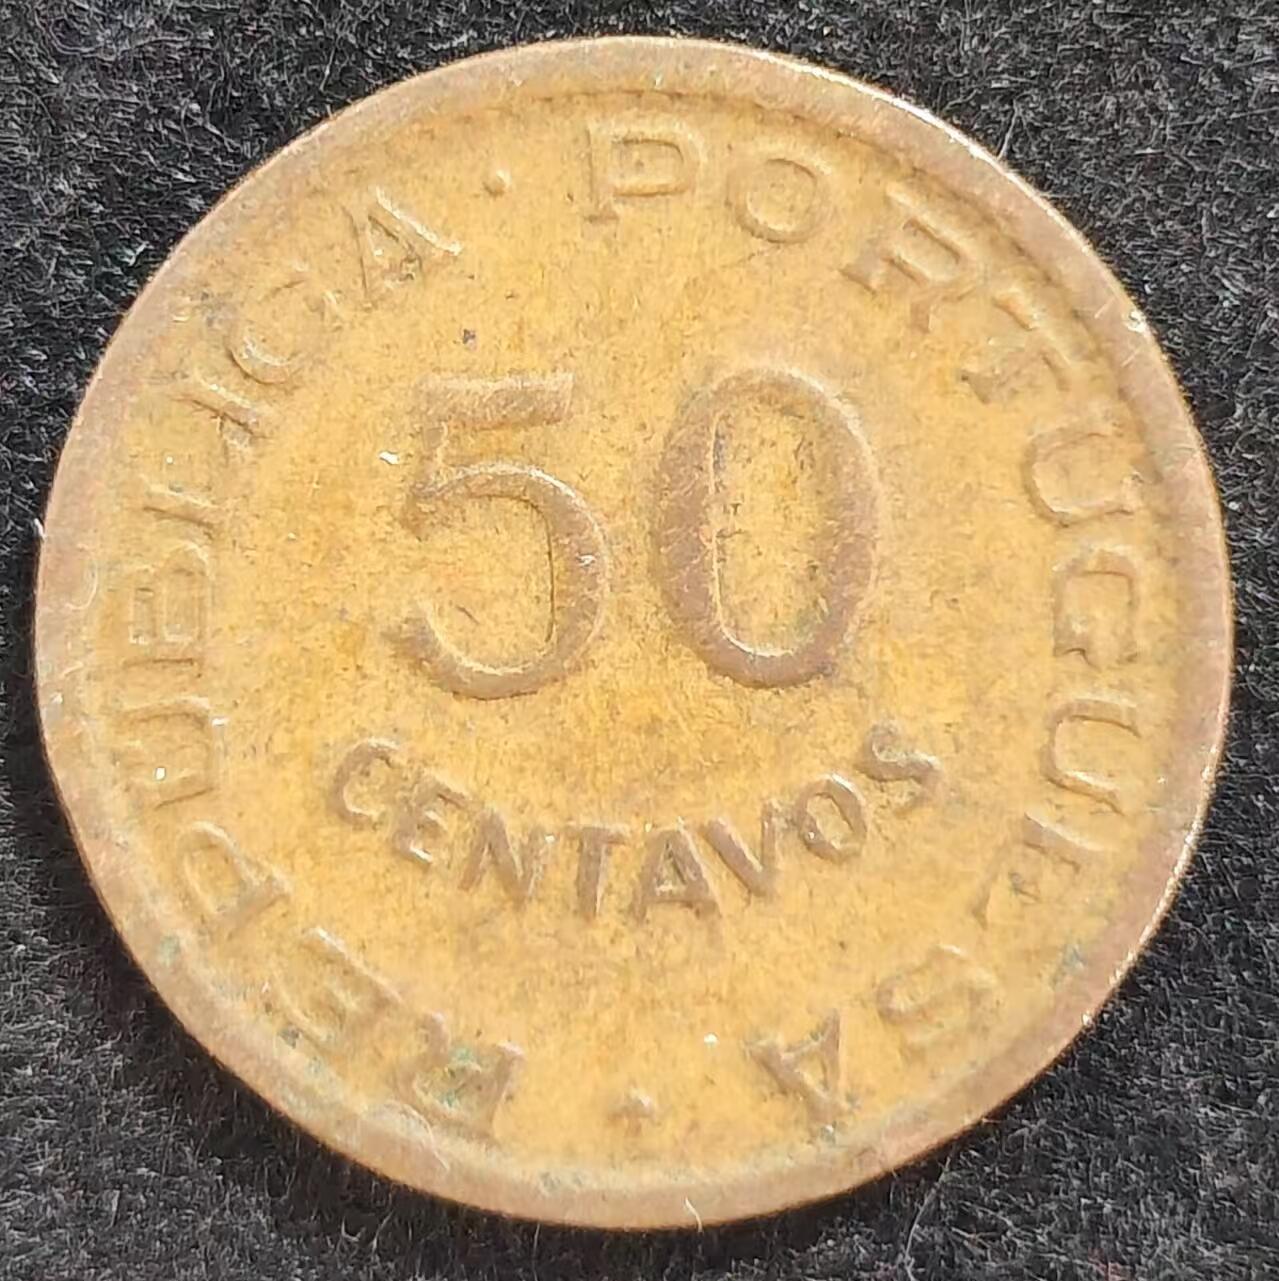 REPUBLICA · PORTUGUESA ·
50
CENTAVOS